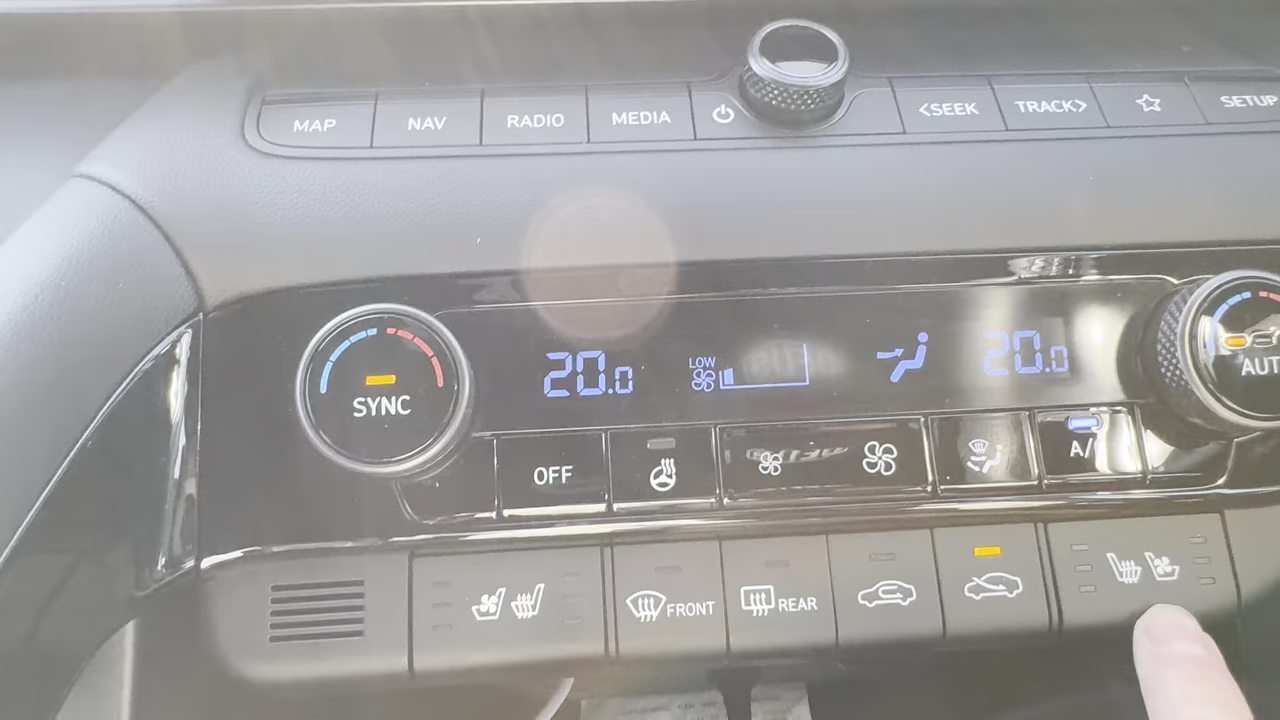 MAP NAV RADIO MEDIA <SEEK TRACK> SETUP
SYNC 20.0 LOW 20.0 AUT
OFF A/
FRONT REAR